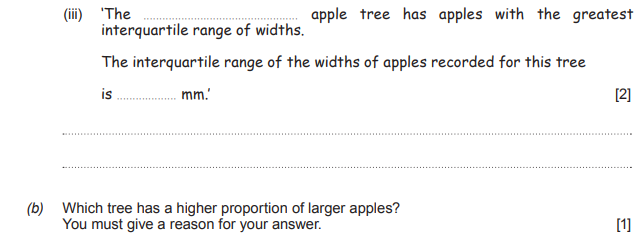 (iii) 'The ........................................ apple tree has apples with the greatest
interquartile range of widths.
The interquartile range of the widths of apples recorded for this tree
is ................ mm.' [2]
(b) Which tree has a higher proportion of larger apples?
You must give a reason for your answer. [1]